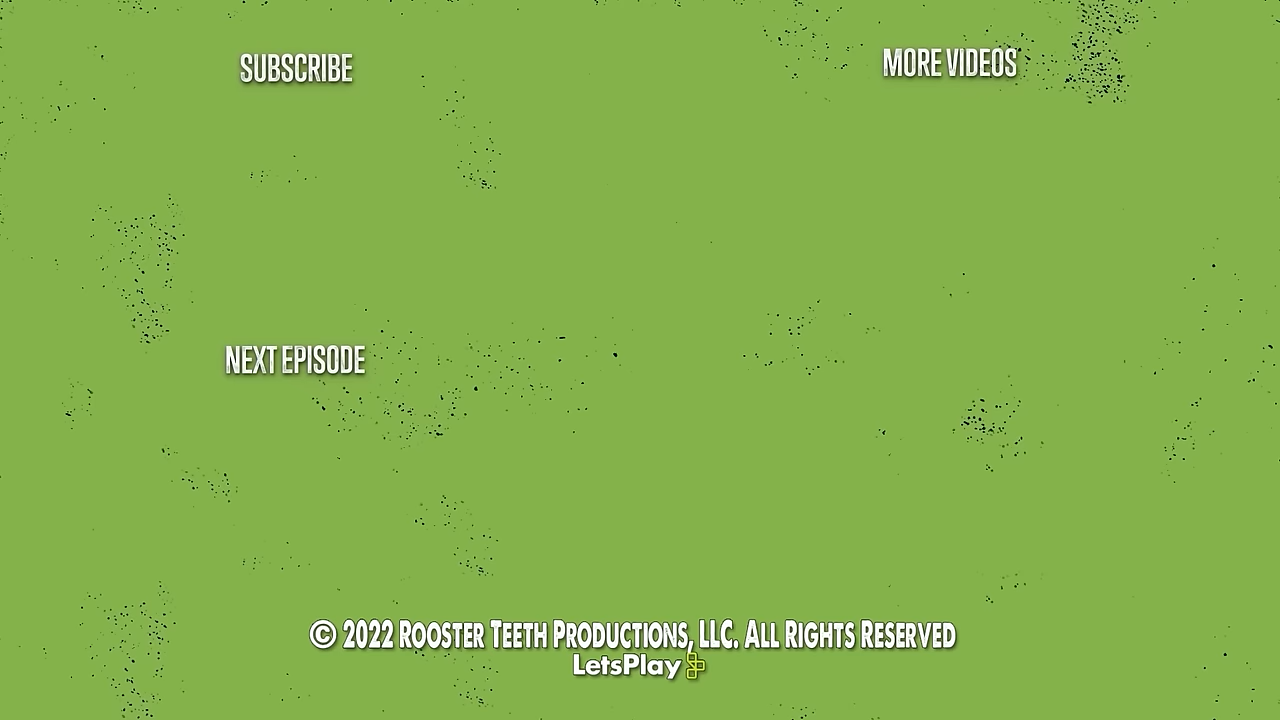 SUBSCRIBE
MORE VIDEOS
NEXT EPISODE
© 2022 ROOSTER TEETH PRODUCTIONS, LLC. ALL RIGHTS RESERVED
LetsPlay